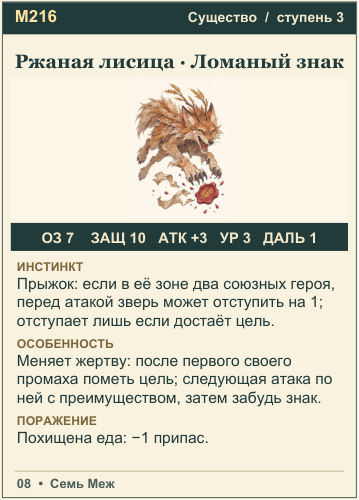 М216
Существо / ступень 3
Ржаная лисица · Ломаный знак
ОЗ 7 ЗАЩ 10 АТК +3 УР 3 ДАЛЬ 1
ИНСТИНКТ
Прыжок: если в её зоне два союзных героя,
перед атакой зверь может отступить на 1;
отступает лишь если достаёт цель.
ОСОБЕННОСТЬ
Меняет жертву: после первого своего
промаха пометь цель; следующая атака по
ней с преимуществом, затем забудь знак.
ПОРАЖЕНИЕ
Похищена еда: −1 припас.
08 • Семь Меж